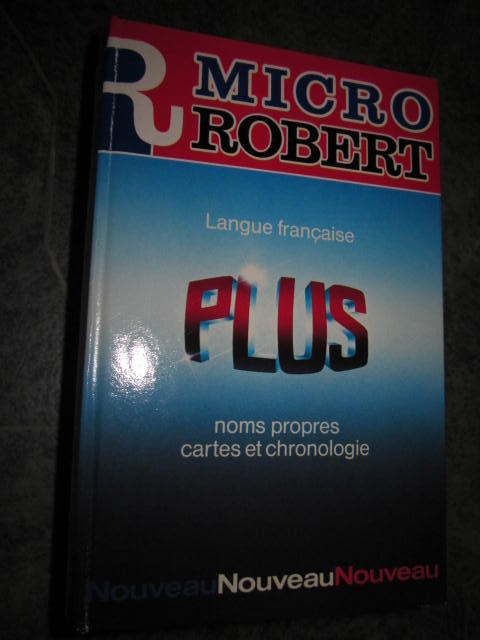 R
MICRO
ROBERT
Langue française
PLUS
noms propres
cartes et chronologie
NouveauNouveauNouveau